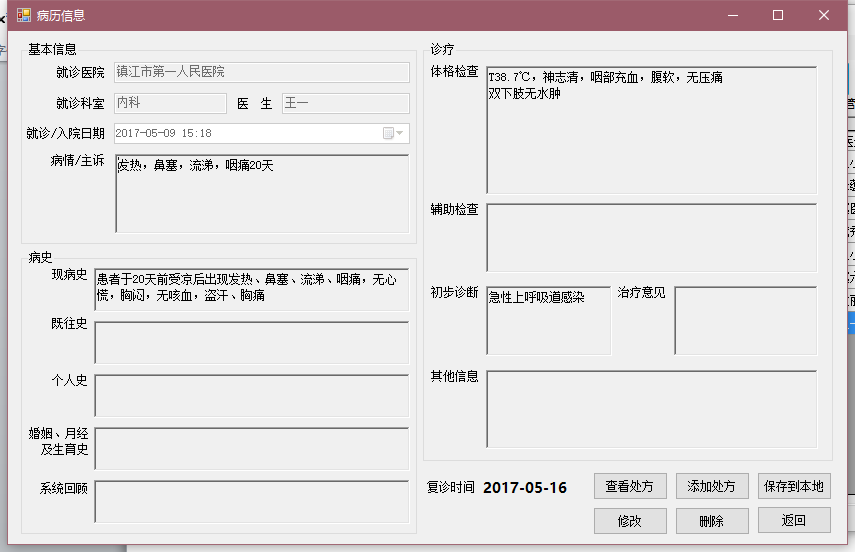 病历信息
基本信息
就诊医院 镇江市第一人民医院
就诊科室 内科 医 生 王一
就诊/入院日期 2017-05-09 15:18
病情/主诉 发热，鼻塞，流涕，咽痛20天
病史
现病史 患者于20天前受凉后出现发热、鼻塞、流涕、咽痛，无心
慌，胸闷，无咳血，盗汗、胸痛
既往史
个人史
婚姻、月经
及生育史
系统回顾
诊疗
体格检查 T38.7℃，神志清，咽部充血，腹软，无压痛
双下肢无水肿
辅助检查
初步诊断 急性上呼吸道感染 治疗意见
其他信息
复诊时间 2017-05-16
查看处方 添加处方 保存到本地
修改 删除 返回